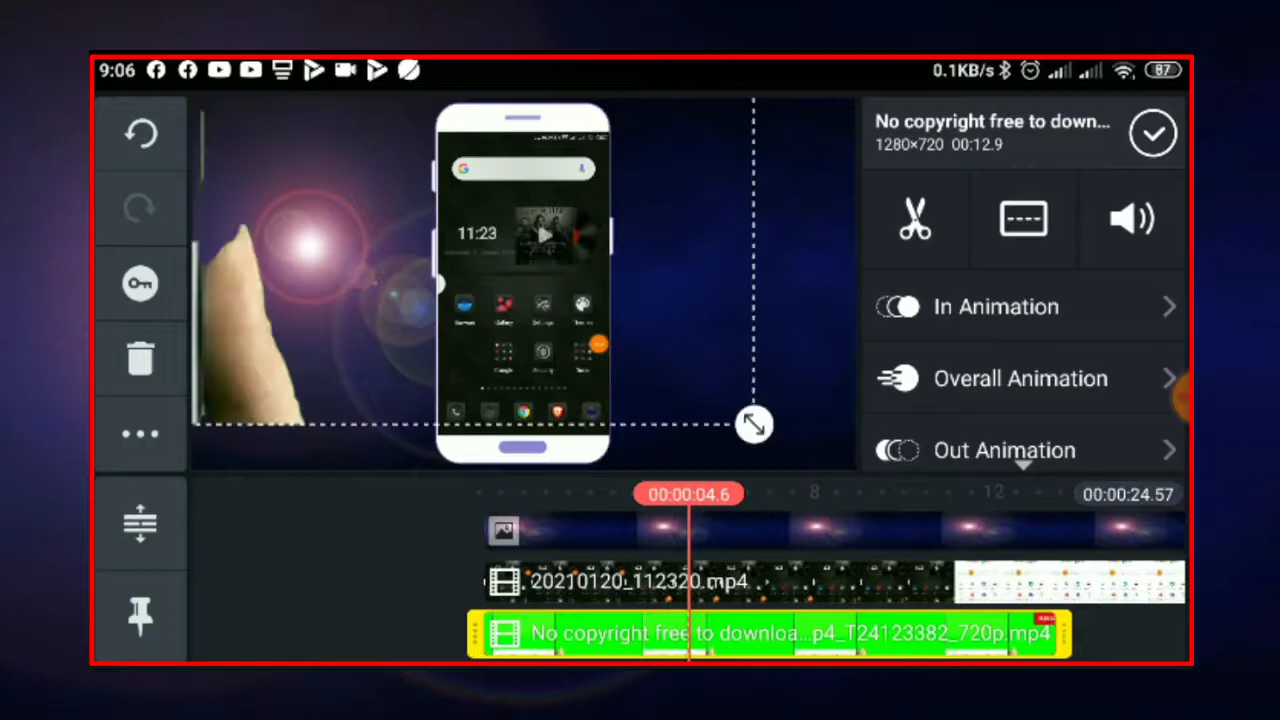 9:06
0.1KB/s
87
No copyright free to down...
1280×720 00:12.9
11:23
In Animation
Overall Animation
Out Animation
00:00:04.6
8
12
00:00:24.57
20210120_112320.mp4
No copyright free to downloa...p4_T24123382_720p.mp4